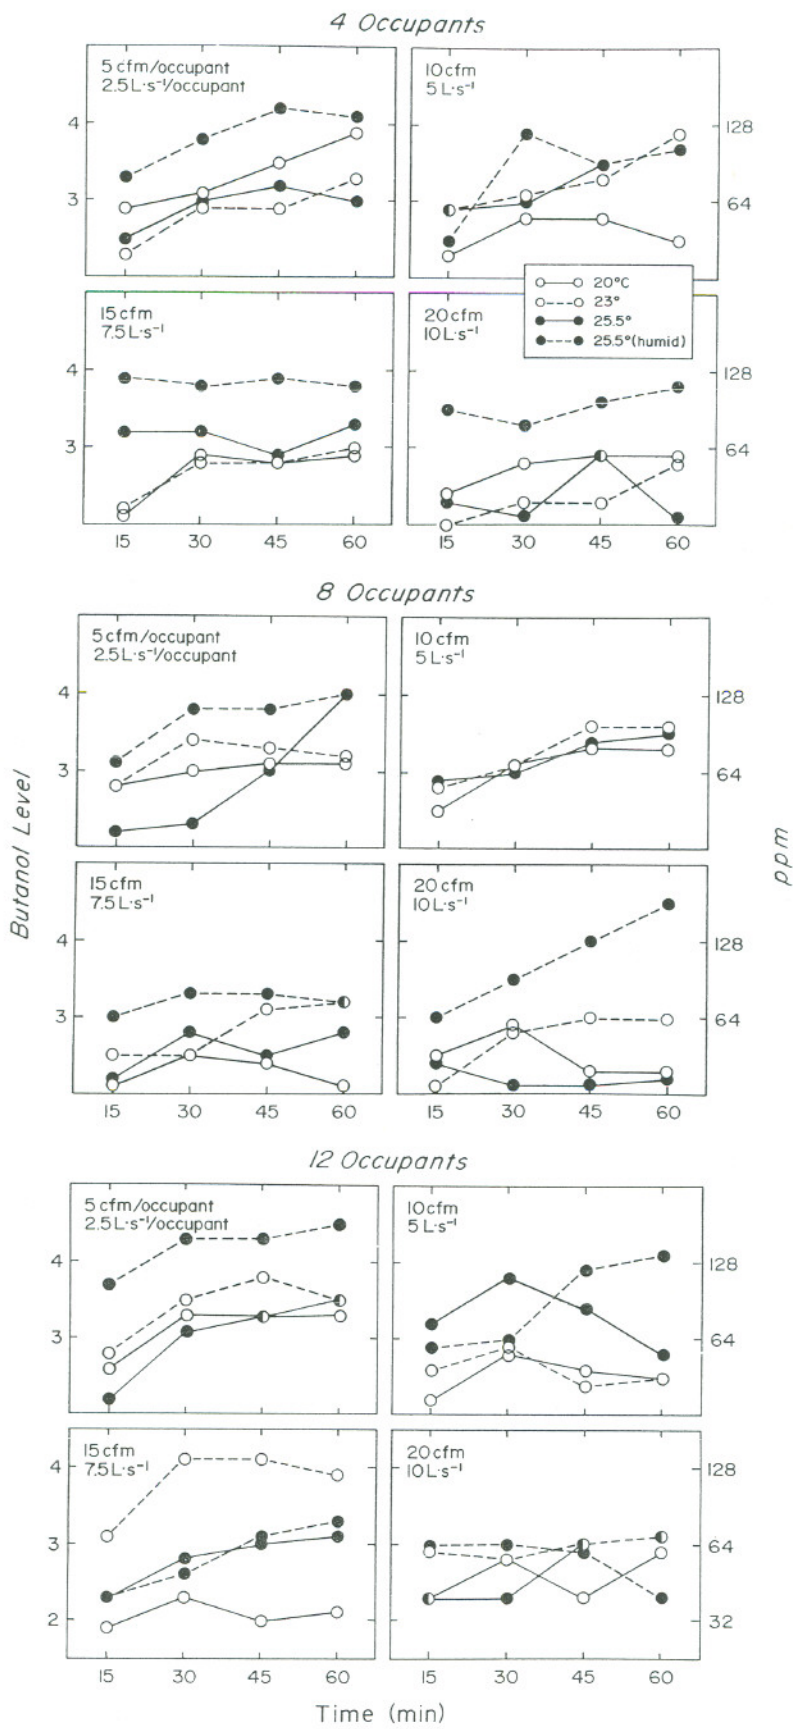 4 Occupants
5 cfm/occupant
2.5 L·s⁻¹/occupant
10 cfm
5 L·s⁻¹
4
3
128
64
20°C
23°
25.5°
25.5°(humid)
15 cfm
7.5 L·s⁻¹
20 cfm
10 L·s⁻¹
4
3
128
64
15 30 45 60 15 30 45 60
8 Occupants
5 cfm/occupant
2.5 L·s⁻¹/occupant
10 cfm
5 L·s⁻¹
4
3
128
64
Butanol Level
ppm
15 cfm
7.5 L·s⁻¹
20 cfm
10 L·s⁻¹
4
3
128
64
15 30 45 60 15 30 45 60
12 Occupants
5 cfm/occupant
2.5 L·s⁻¹/occupant
10 cfm
5 L·s⁻¹
4
3
128
64
15 cfm
7.5 L·s⁻¹
20 cfm
10 L·s⁻¹
4
3
2
128
64
32
15 30 45 60 15 30 45 60
Time (min)